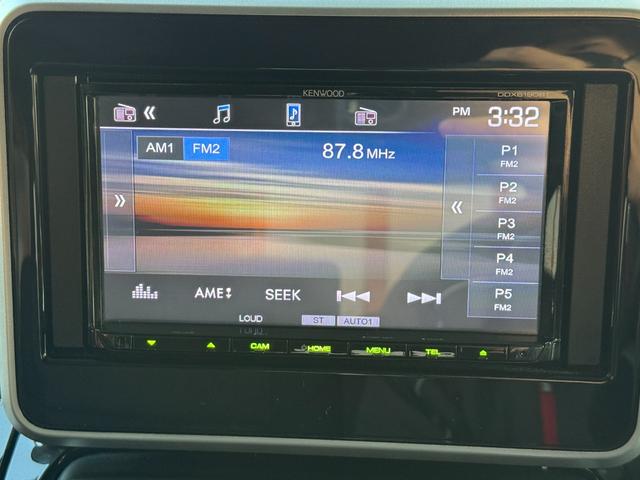 KENWOOD
PM 3:32
AM1 FM2 87.8 MHz
P1
FM2
P2
FM2
P3
FM2
P4
FM2
P5
FM2
AME
SEEK
LOUD ST AUTO1
CAM HOME MENU TEL